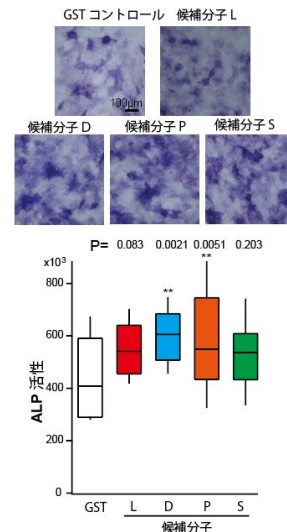 GST コントロール 候補分子 L
100μm
候補分子 D 候補分子 P 候補分子 S
P= 0.083 0.0021 0.0051 0.203
x10³
** **
800
600
400
200
0
ALP 活性
GST L D P S
候補分子